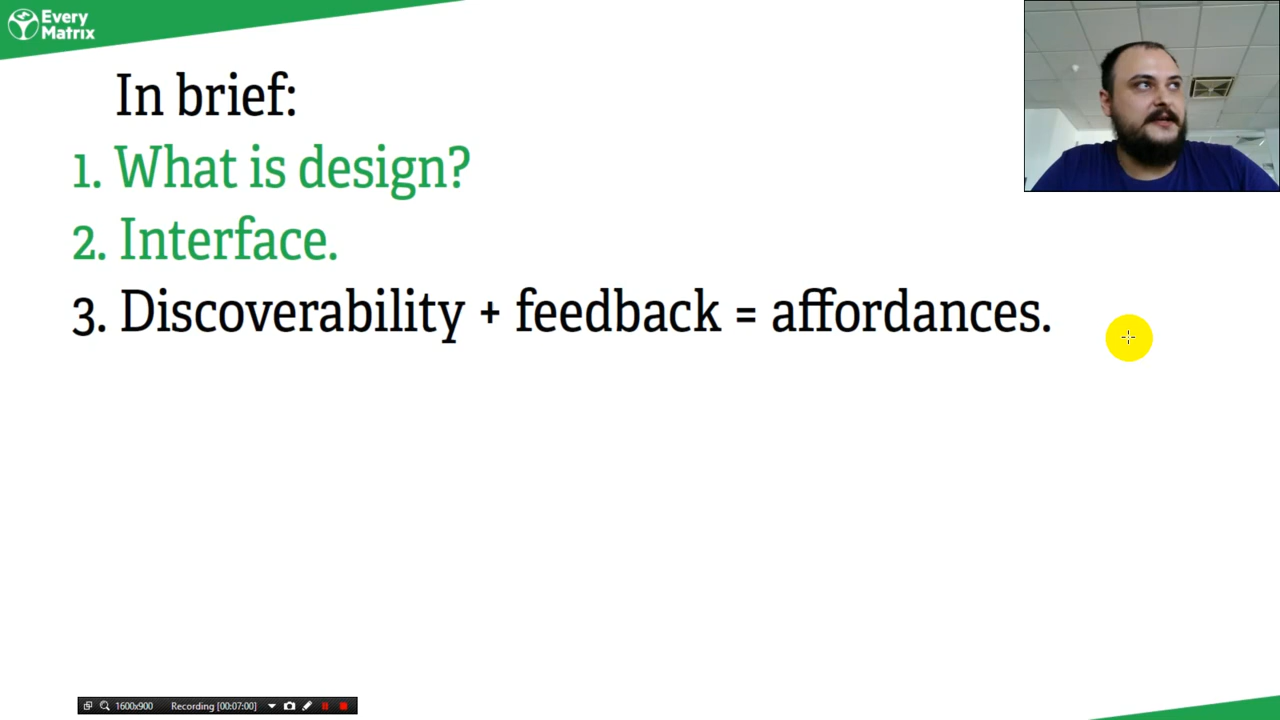 Every
Matrix
In brief:
1. What is design?
2. Interface.
3. Discoverability + feedback = affordances.
1600x900 Recording [00:07:00]